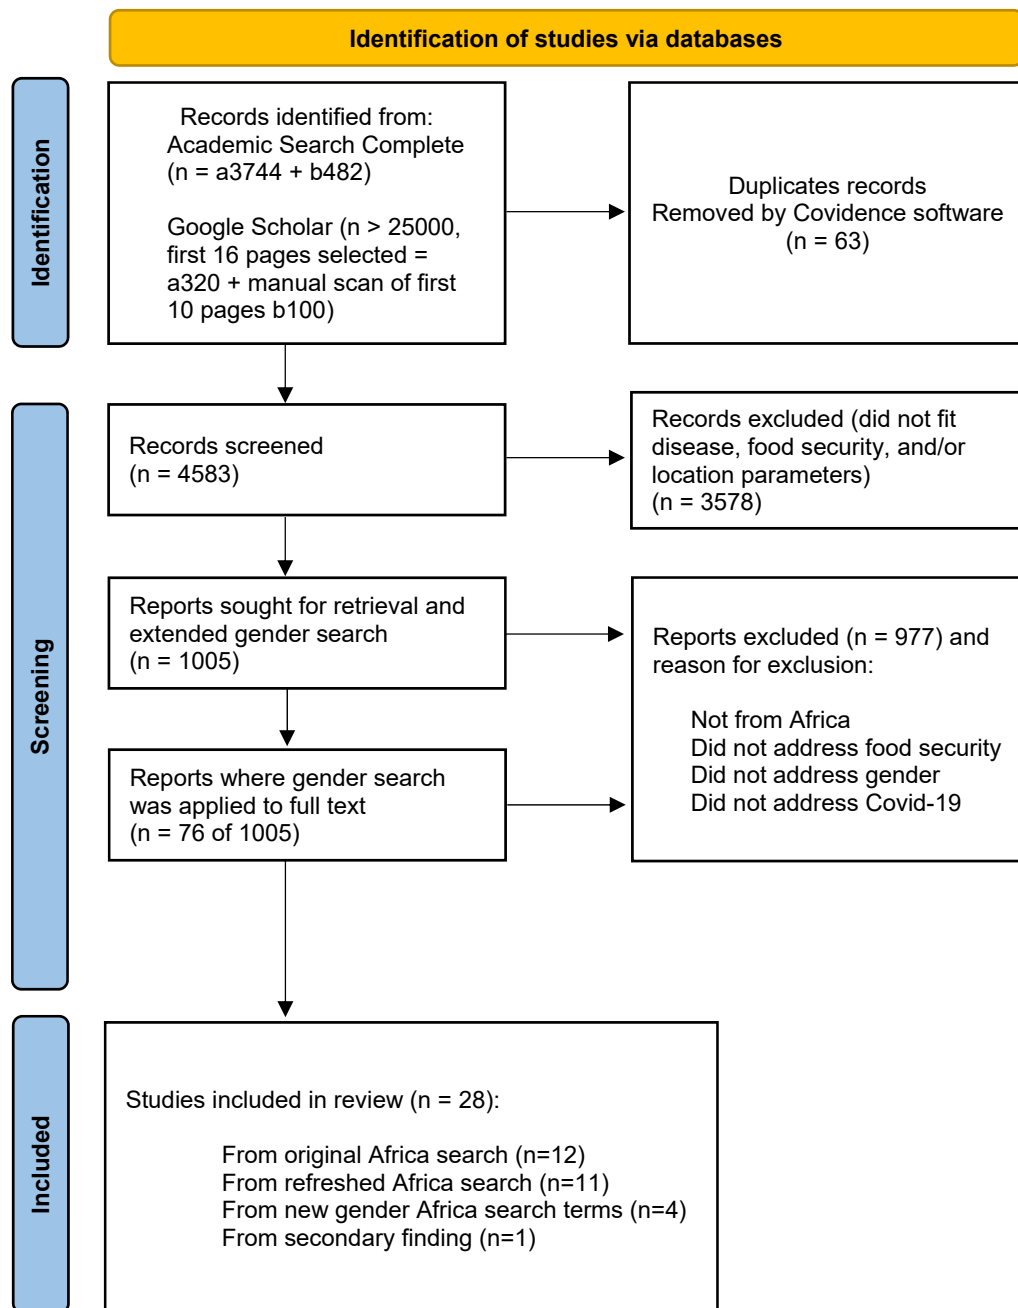 Identification of studies via databases
Identification
Records identified from:
Academic Search Complete
(n = a3744 + b482)
Google Scholar (n > 25000,
first 16 pages selected =
a320 + manual scan of first
10 pages b100)
Duplicates records
Removed by Covidence software
(n = 63)
Screening
Records screened
(n = 4583)
Records excluded (did not fit
disease, food security, and/or
location parameters)
(n = 3578)
Reports sought for retrieval and
extended gender search
(n = 1005)
Reports excluded (n = 977) and
reason for exclusion:
Not from Africa
Did not address food security
Did not address gender
Did not address Covid-19
Reports where gender search
was applied to full text
(n = 76 of 1005)
Included
Studies included in review (n = 28):
From original Africa search (n=12)
From refreshed Africa search (n=11)
From new gender Africa search terms (n=4)
From secondary finding (n=1)